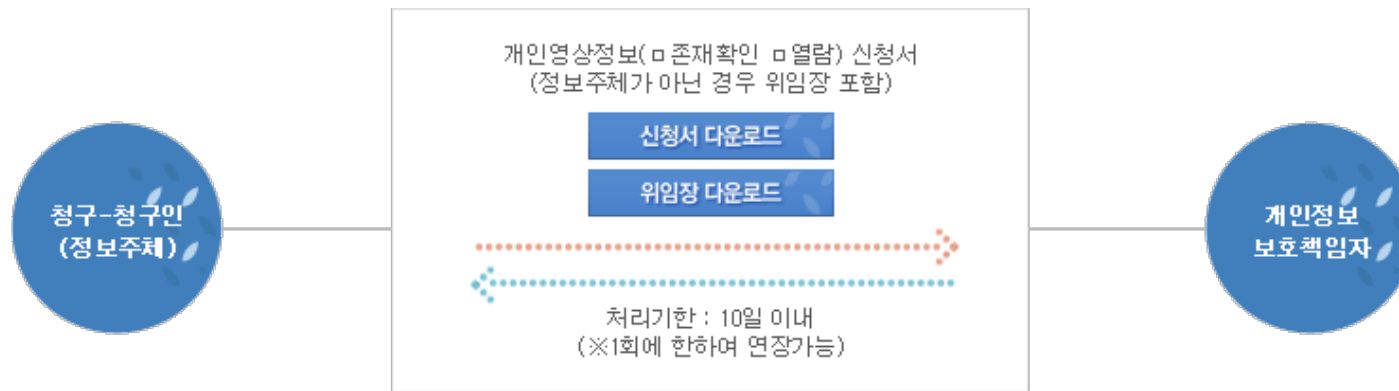 개인영상정보(□존재확인 □열람) 신청서
(정보주체가 아닌 경우 위임장 포함)
신청서 다운로드
위임장 다운로드
청구-청구인
(정보주체)
개인정보
보호책임자
처리기한 : 10일 이내
(※1회에 한하여 연장가능)